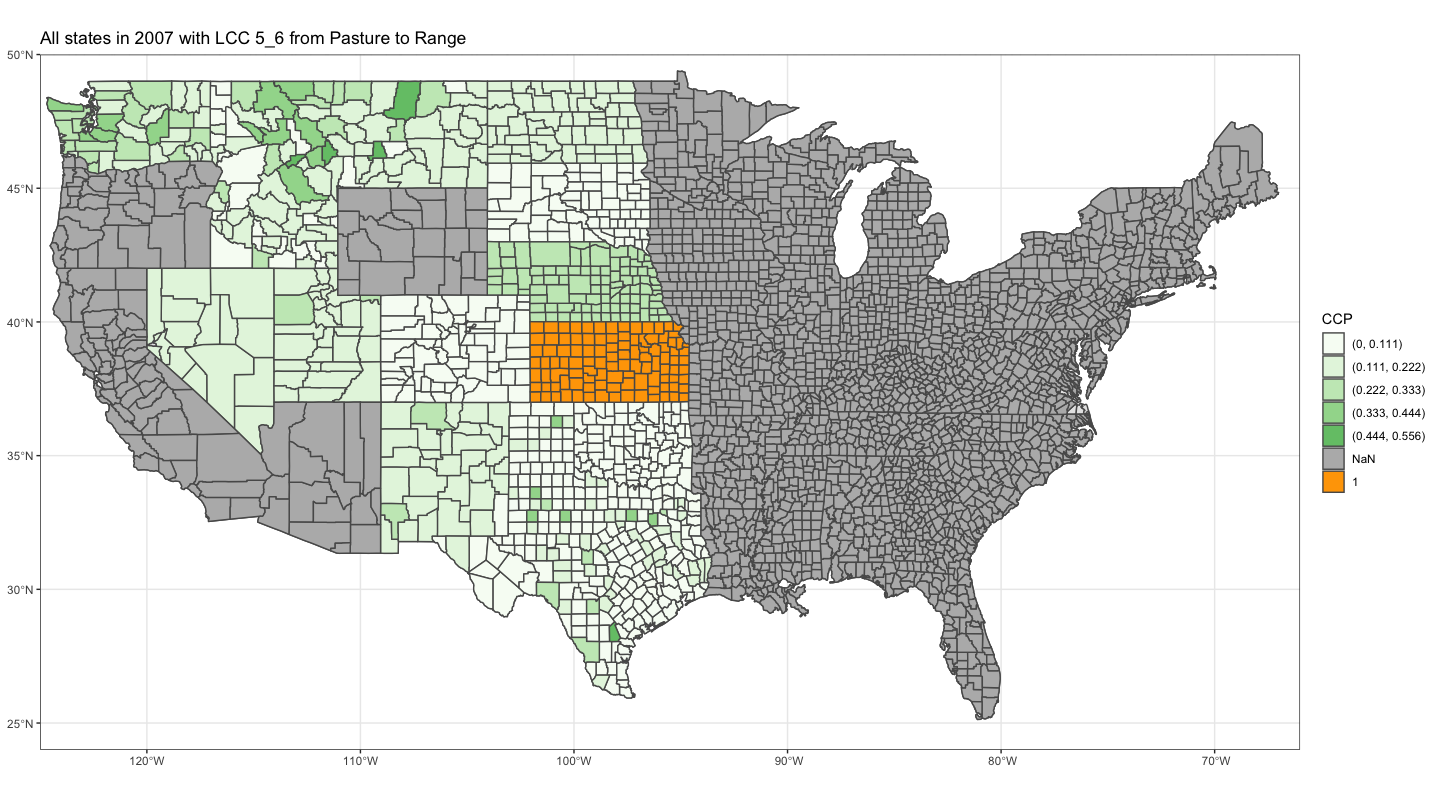 All states in 2007 with LCC 5_6 from Pasture to Range
50°N
45°N
40°N
35°N
30°N
25°N
120°W
110°W
100°W
90°W
80°W
70°W
CCP
(0, 0.111)
(0.111, 0.222)
(0.222, 0.333)
(0.333, 0.444)
(0.444, 0.556)
NaN
1